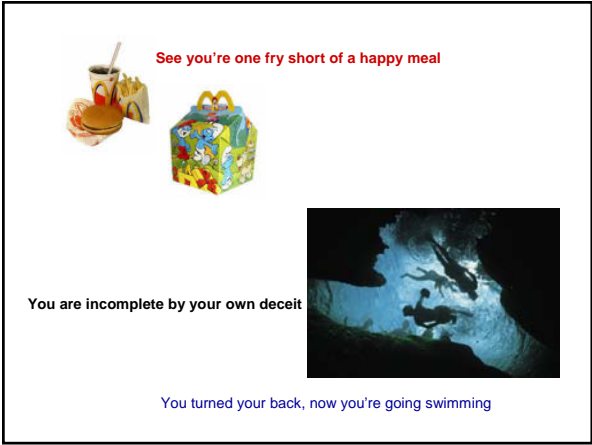 See you’re one fry short of a happy meal
You are incomplete by your own deceit
You turned your back, now you’re going swimming